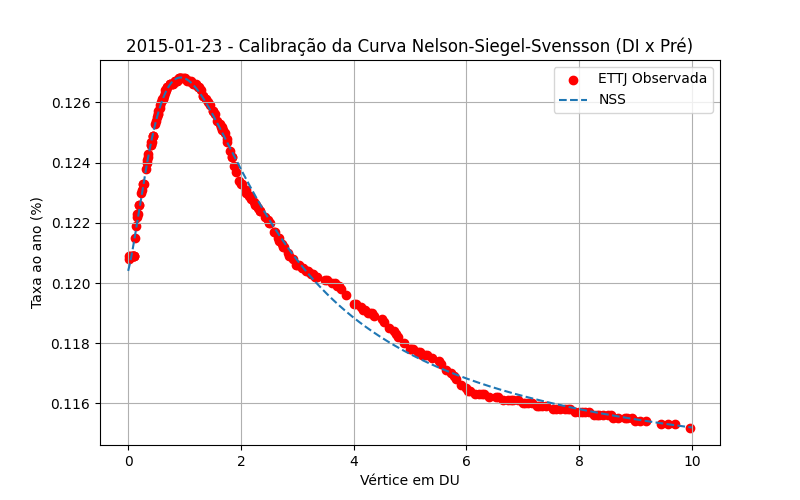 2015-01-23 - Calibração da Curva Nelson-Siegel-Svensson (DI x Pré)
ETTJ Observada
NSS
Taxa ao ano (%)
0.126
0.124
0.122
0.120
0.118
0.116
0 2 4 6 8 10
Vértice em DU